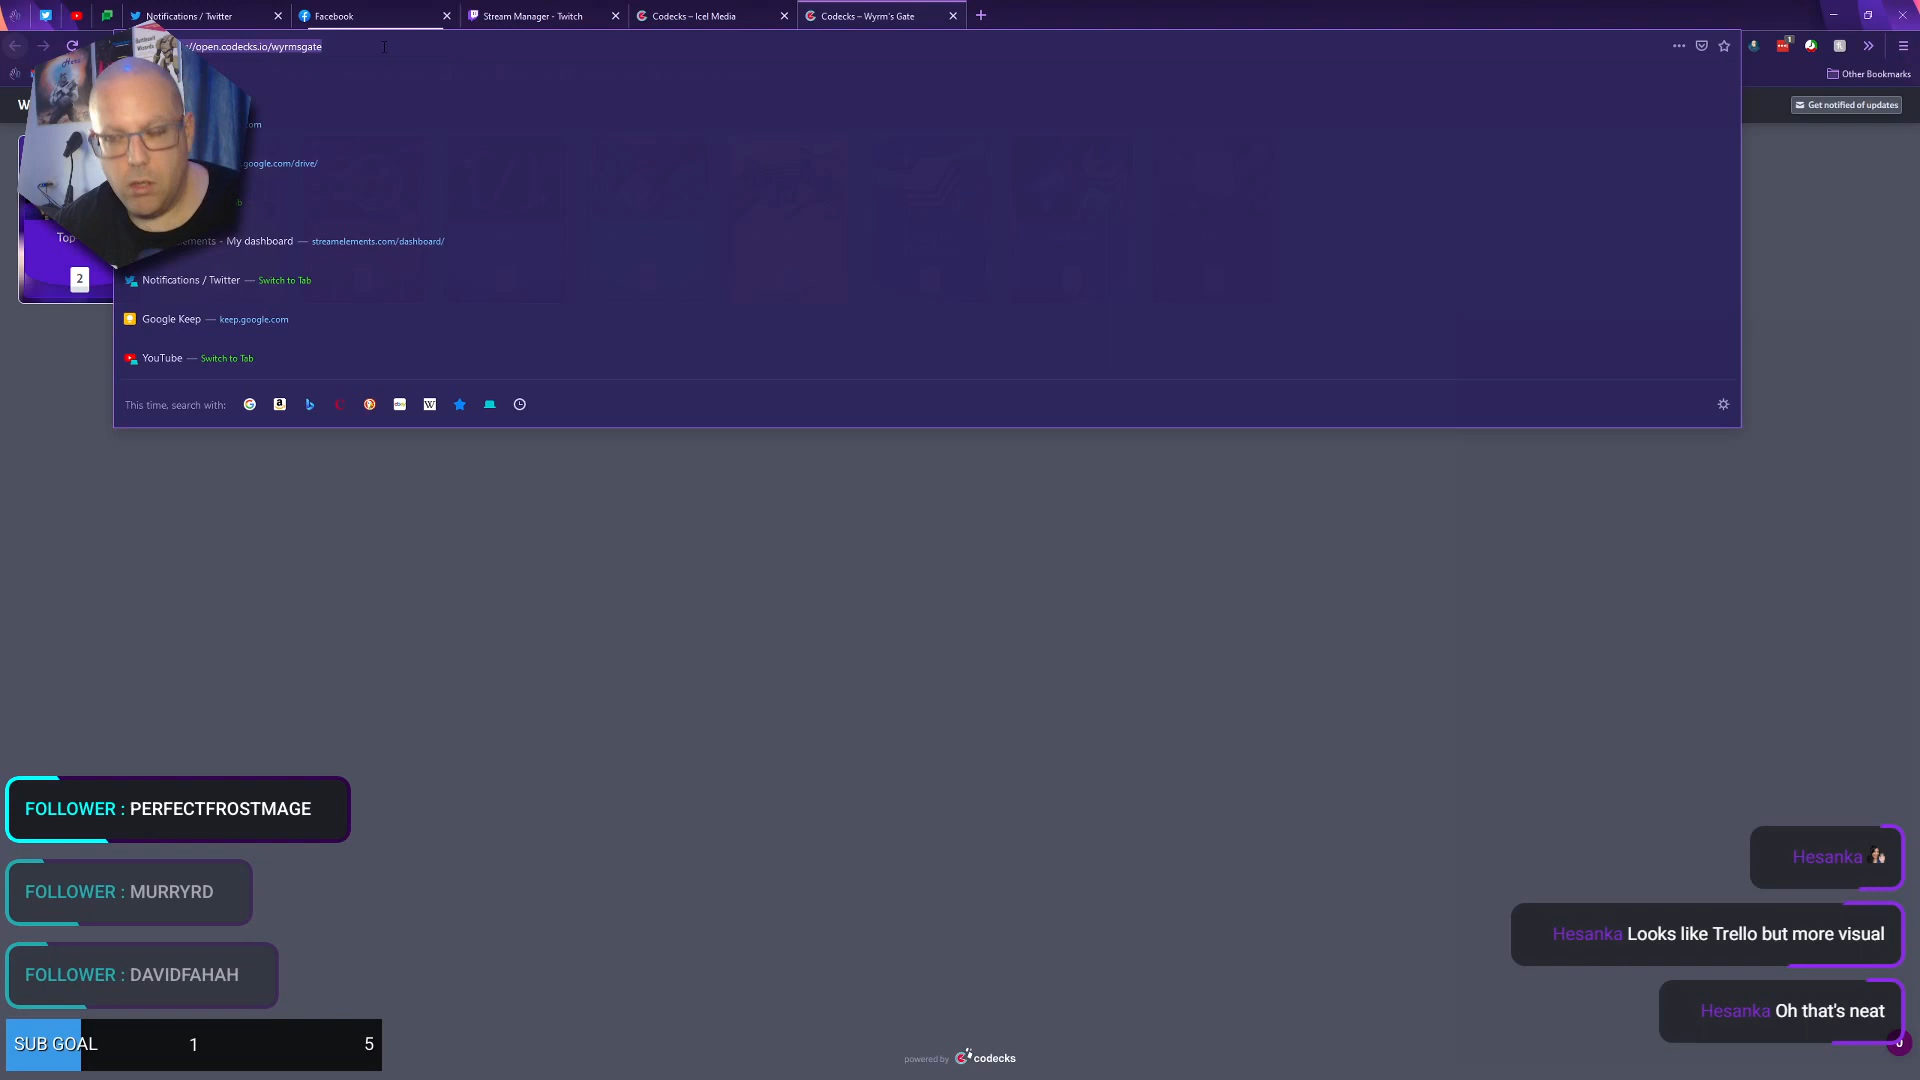 Notifications / Twitter
Facebook
Stream Manager - Twitch
Codecks – Icel Media
Codecks – Wyrm's Gate
://open.codecks.io/wyrmsgate
1
Other Bookmarks
W
Get notified of updates
.com
.google.com/drive/
Top
My dashboard — streamelements.com/dashboard/
2
Notifications / Twitter — Switch to Tab
Google Keep — keep.google.com
YouTube — Switch to Tab
This time, search with:
FOLLOWER : PERFECTFROSTMAGE
Hesanka
FOLLOWER : MURRYRD
Hesanka Looks like Trello but more visual
FOLLOWER : DAVIDFAHAH
Hesanka Oh that's neat
SUB GOAL 1 5
powered by codecks